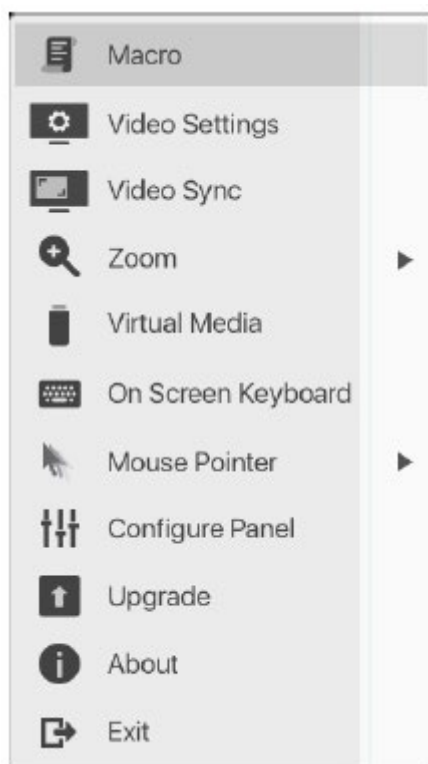 Macro
Video Settings
Video Sync
Zoom
Virtual Media
On Screen Keyboard
Mouse Pointer
Configure Panel
Upgrade
About
Exit